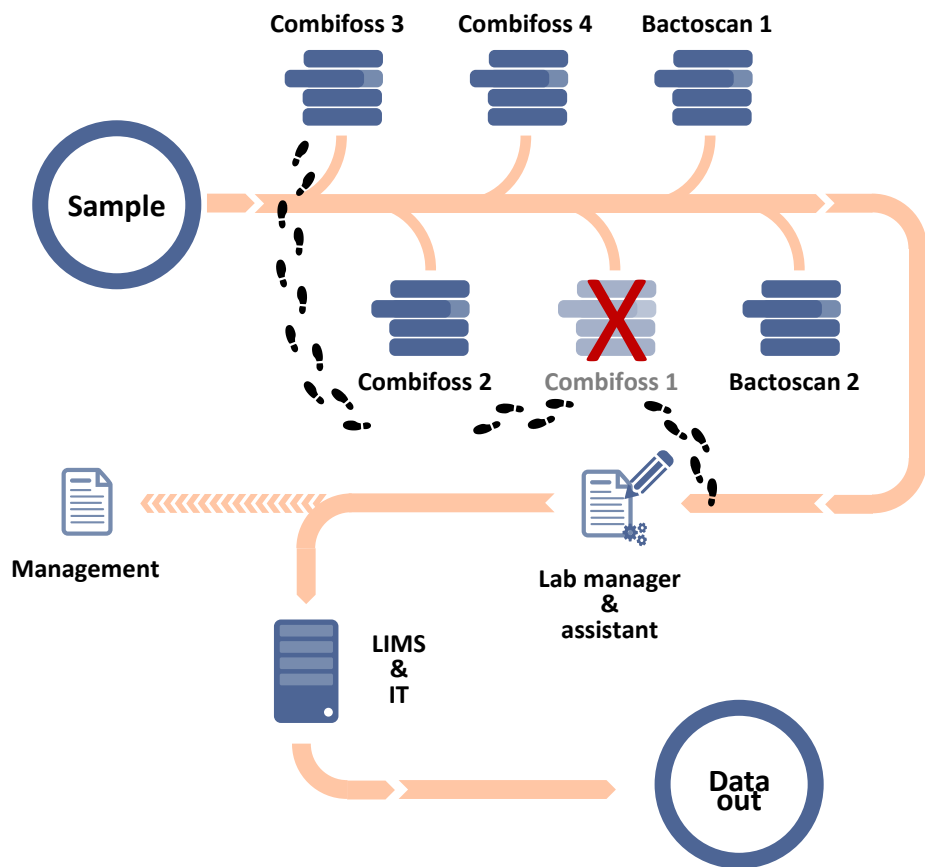 Combifoss 3
Combifoss 4
Bactoscan 1
Sample
Combifoss 2
Combifoss 1
Bactoscan 2
Management
Lab manager
&
assistant
LIMS
&
IT
Data
out